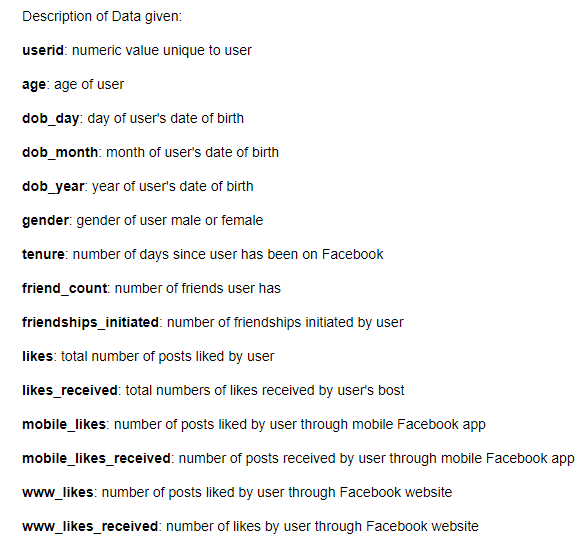 Description of Data given:
userid: numeric value unique to user
age: age of user
dob_day: day of user's date of birth
dob_month: month of user's date of birth
dob_year: year of user's date of birth
gender: gender of user male or female
tenure: number of days since user has been on Facebook
friend_count: number of friends user has
friendships_initiated: number of friendships initiated by user
likes: total number of posts liked by user
likes_received: total numbers of likes received by user's bost
mobile_likes: number of posts liked by user through mobile Facebook app
mobile_likes_received: number of posts received by user through mobile Facebook app
www_likes: number of posts liked by user through Facebook website
www_likes_received: number of likes by user through Facebook website